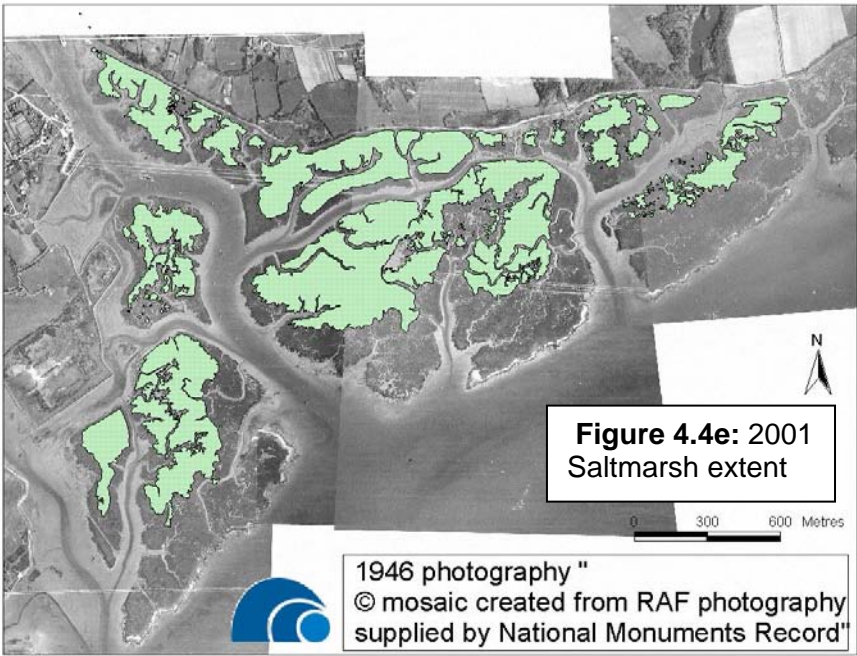 N
Figure 4.4e: 2001
Saltmarsh extent
0 300 600 Metres
1946 photography "
© mosaic created from RAF photography
supplied by National Monuments Record"